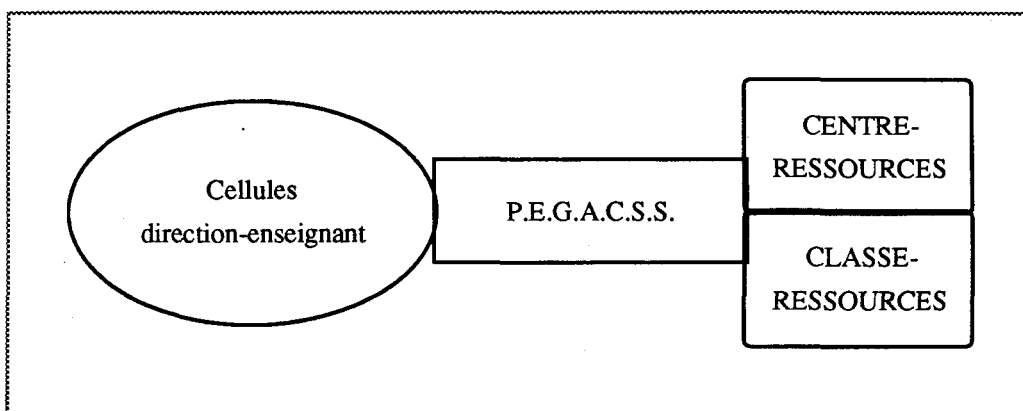 Cellules
direction-enseignant
P.E.G.A.C.S.S.
CENTRE-
RESSOURCES
CLASSE-
RESSOURCES